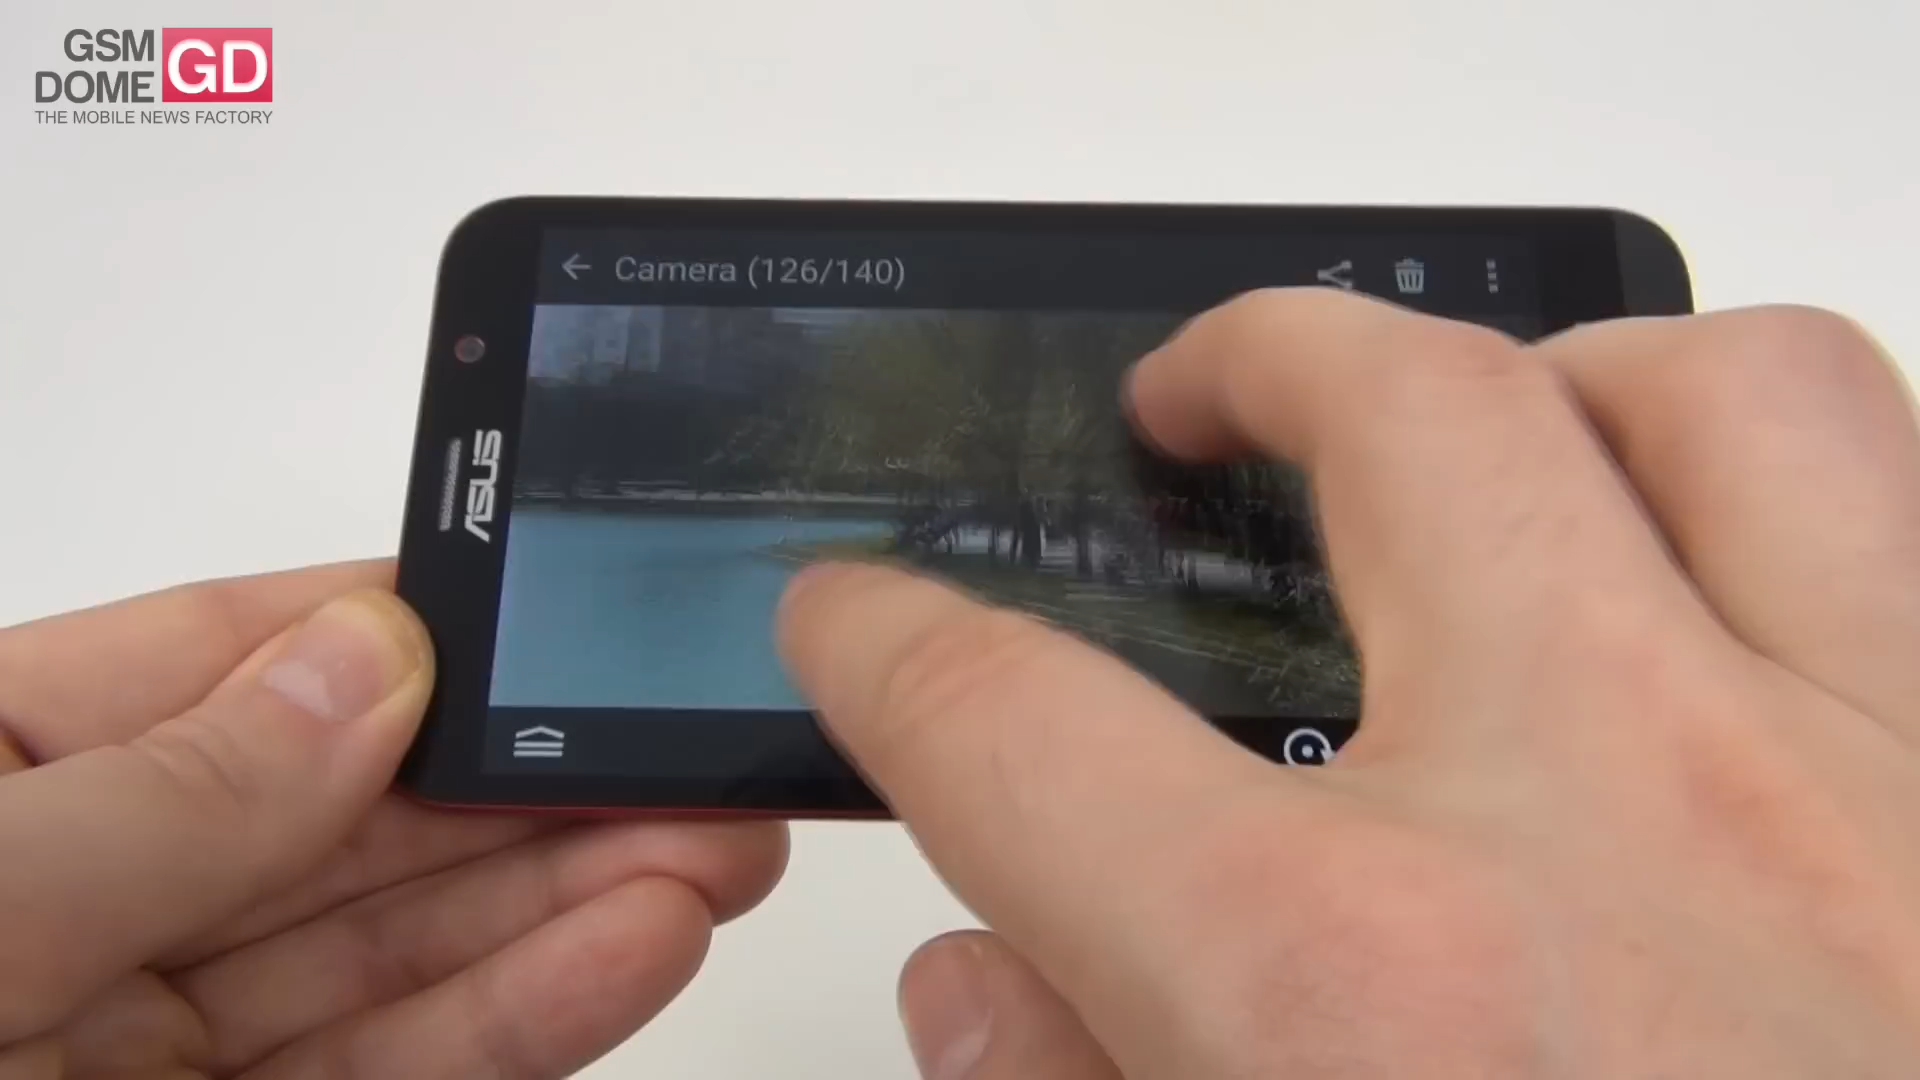 GSM
DOME
GD
THE MOBILE NEWS FACTORY
Camera (126/140)
ASUS